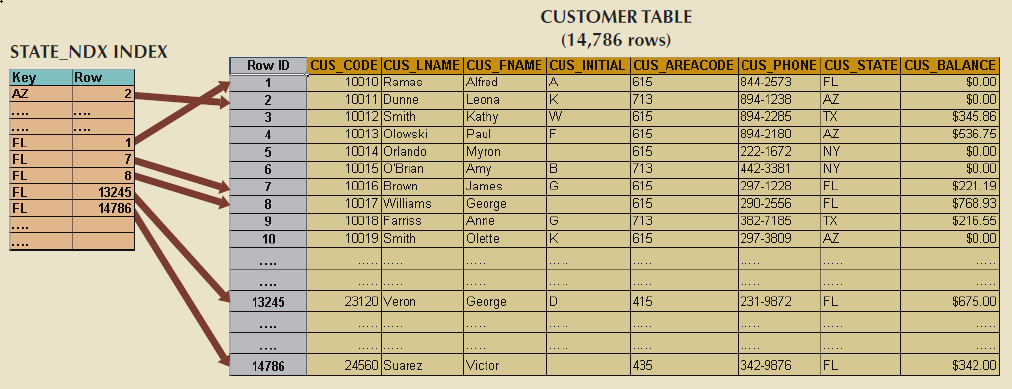 CUSTOMER TABLE
(14,786 rows)
STATE_NDX INDEX
Key Row
AZ 2
.... ....
.... ....
FL 1
FL 7
FL 8
FL 13245
FL 14786
....
....
Row ID CUS_CODE CUS_LNAME CUS_FNAME CUS_INITIAL CUS_AREACODE CUS_PHONE CUS_STATE CUS_BALANCE
1 10010 Ramas Alfred A 615 844-2573 FL $0.00
2 10011 Dunne Leona K 713 894-1238 AZ $0.00
3 10012 Smith Kathy W 615 894-2285 TX $345.86
4 10013 Olowski Paul F 615 894-2180 AZ $536.75
5 10014 Orlando Myron 615 222-1672 NY $0.00
6 10015 O'Brian Amy B 713 442-3381 NY $0.00
7 10016 Brown James G 615 297-1228 FL $221.19
8 10017 Williams George 615 290-2556 FL $768.93
9 10018 Farriss Anne G 713 382-7185 TX $216.55
10 10019 Smith Olette K 615 297-3809 AZ $0.00
.... ..... ..... ..... ..... ..... ..... ..... .....
.... ..... ..... ..... ..... ..... ..... ..... .....
13245 23120 Veron George D 415 231-9872 FL $675.00
.... ..... ..... ..... ..... ..... ..... ..... .....
.... ..... ..... ..... ..... ..... ..... ..... .....
14786 24560 Suarez Victor 435 342-9876 FL $342.00